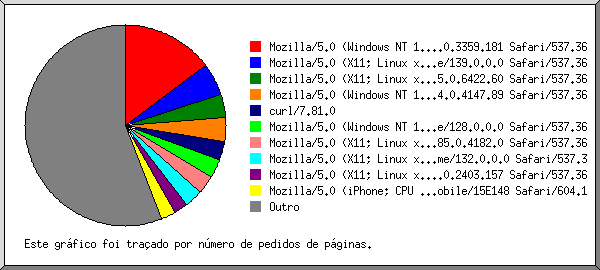 Mozilla/5.0 (Windows NT 1....0.3359.181 Safari/537.36
Mozilla/5.0 (X11; Linux x...e/139.0.0.0 Safari/537.36
Mozilla/5.0 (X11; Linux x...5.0.6422.60 Safari/537.36
Mozilla/5.0 (Windows NT 1...4.0.4147.89 Safari/537.36
curl/7.81.0
Mozilla/5.0 (Windows NT 1...e/128.0.0.0 Safari/537.36
Mozilla/5.0 (X11; Linux x...85.0.4182.0 Safari/537.36
Mozilla/5.0 (X11; Linux x...me/132.0.0.0 Safari/537.3
Mozilla/5.0 (X11; Linux x....0.2403.157 Safari/537.36
Mozilla/5.0 (iPhone; CPU ...obile/15E148 Safari/604.1
Outro
Este gráfico foi traçado por número de pedidos de páginas.